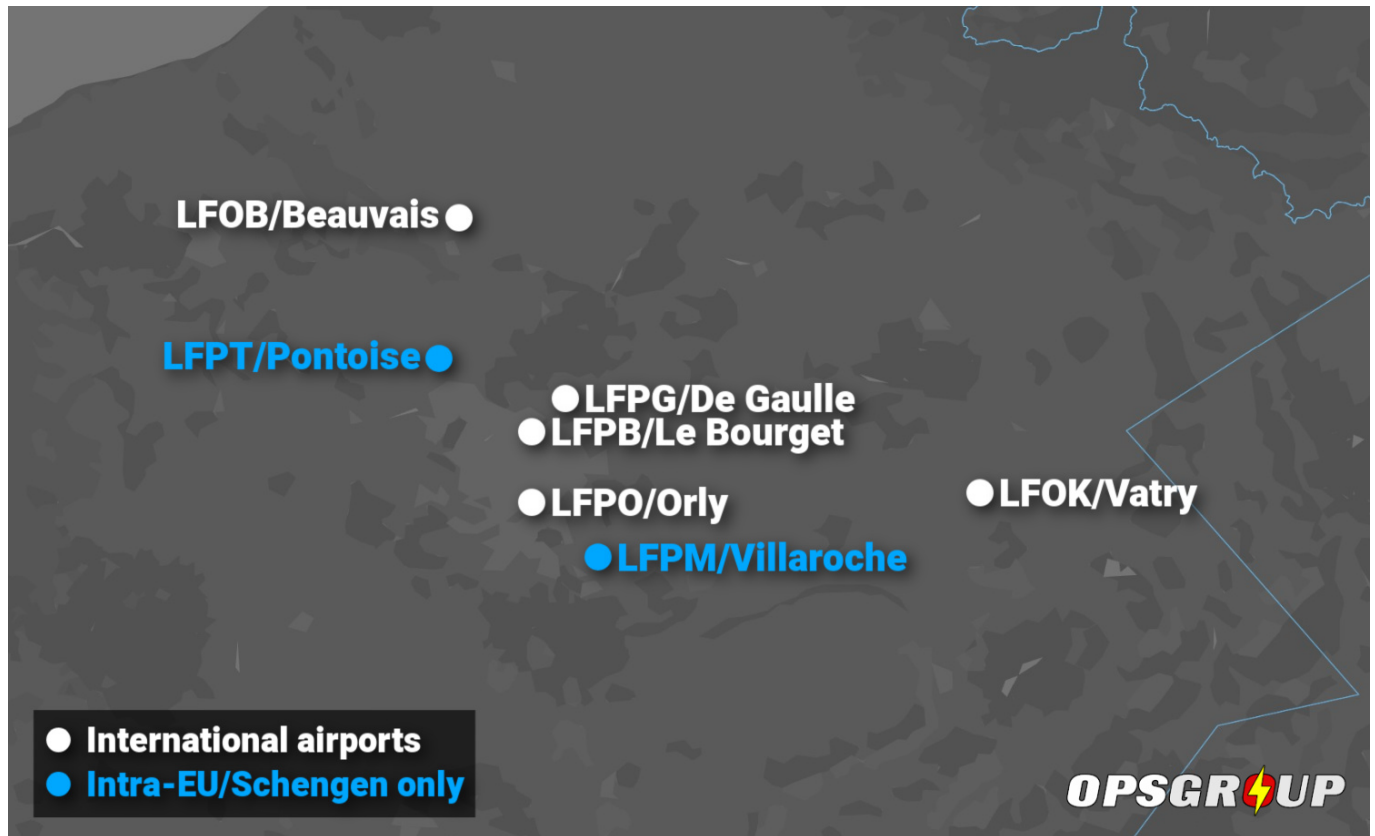 LFOB/Beauvais
LFPT/Pontoise
LFPG/De Gaulle
LFPB/Le Bourget
LFOK/Vatry
LFPO/Orly
LFPM/Villaroche
International airports
Intra-EU/Schengen only
OPSGROUP